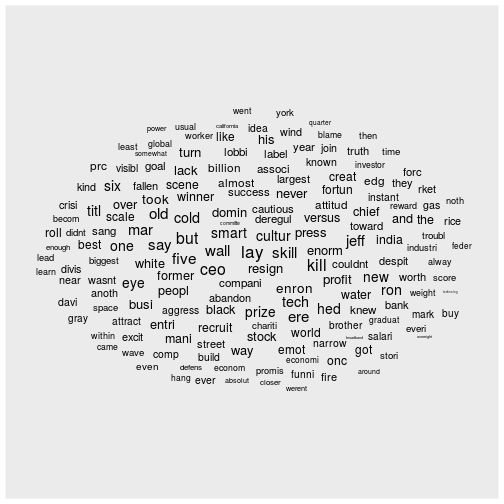 went york
power usual california idea wind quarter blame then
least global worker like his
somewhat turn lobbi label year join truth time
prc visibl goal lack billion associ known investor
kind six fallen scene almost largest creat edg they forc
crisi titl over took winner success never fortun instant reward rket
becom scale old cold domin cautious attitud chief gas noth
roll didnt sang mar committe deregul versus toward and the rice
enough best one say but smart cultur press jeff india industri feder
lead biggest white five wall lay skill enorm despit alway
learn divis former ceo resign kill couldnt
near wasnt eye compani profit new worth score
anoth peopl enron water ron weight
davi space busi abandon tech hed knew bank mark buy
gray attract aggress black prize ere graduat
within excit entri recruit chariti world brother everi
came mani street stock narrow salari
wave comp build way emot onc got stori
even defens econom economi around
hang ever absolut closer promis funni fire
werent